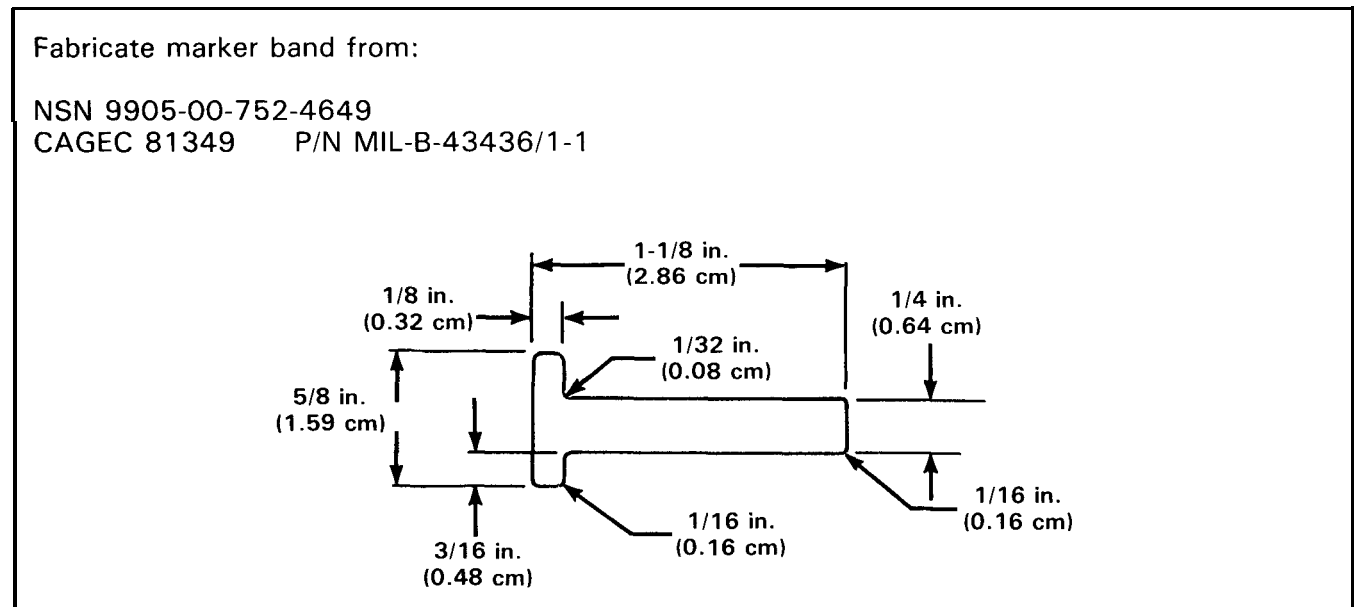 Fabricate marker band from:
NSN 9905-00-752-4649
CAGEC 81349 P/N MIL-B-43436/1-1
1-1/8 in.
(2.86 cm)
1/8 in.
(0.32 cm)
1/4 in.
(0.64 cm)
1/32 in.
(0.08 cm)
5/8 in.
(1.59 cm)
1/16 in.
(0.16 cm)
1/16 in.
(0.16 cm)
3/16 in.
(0.48 cm)